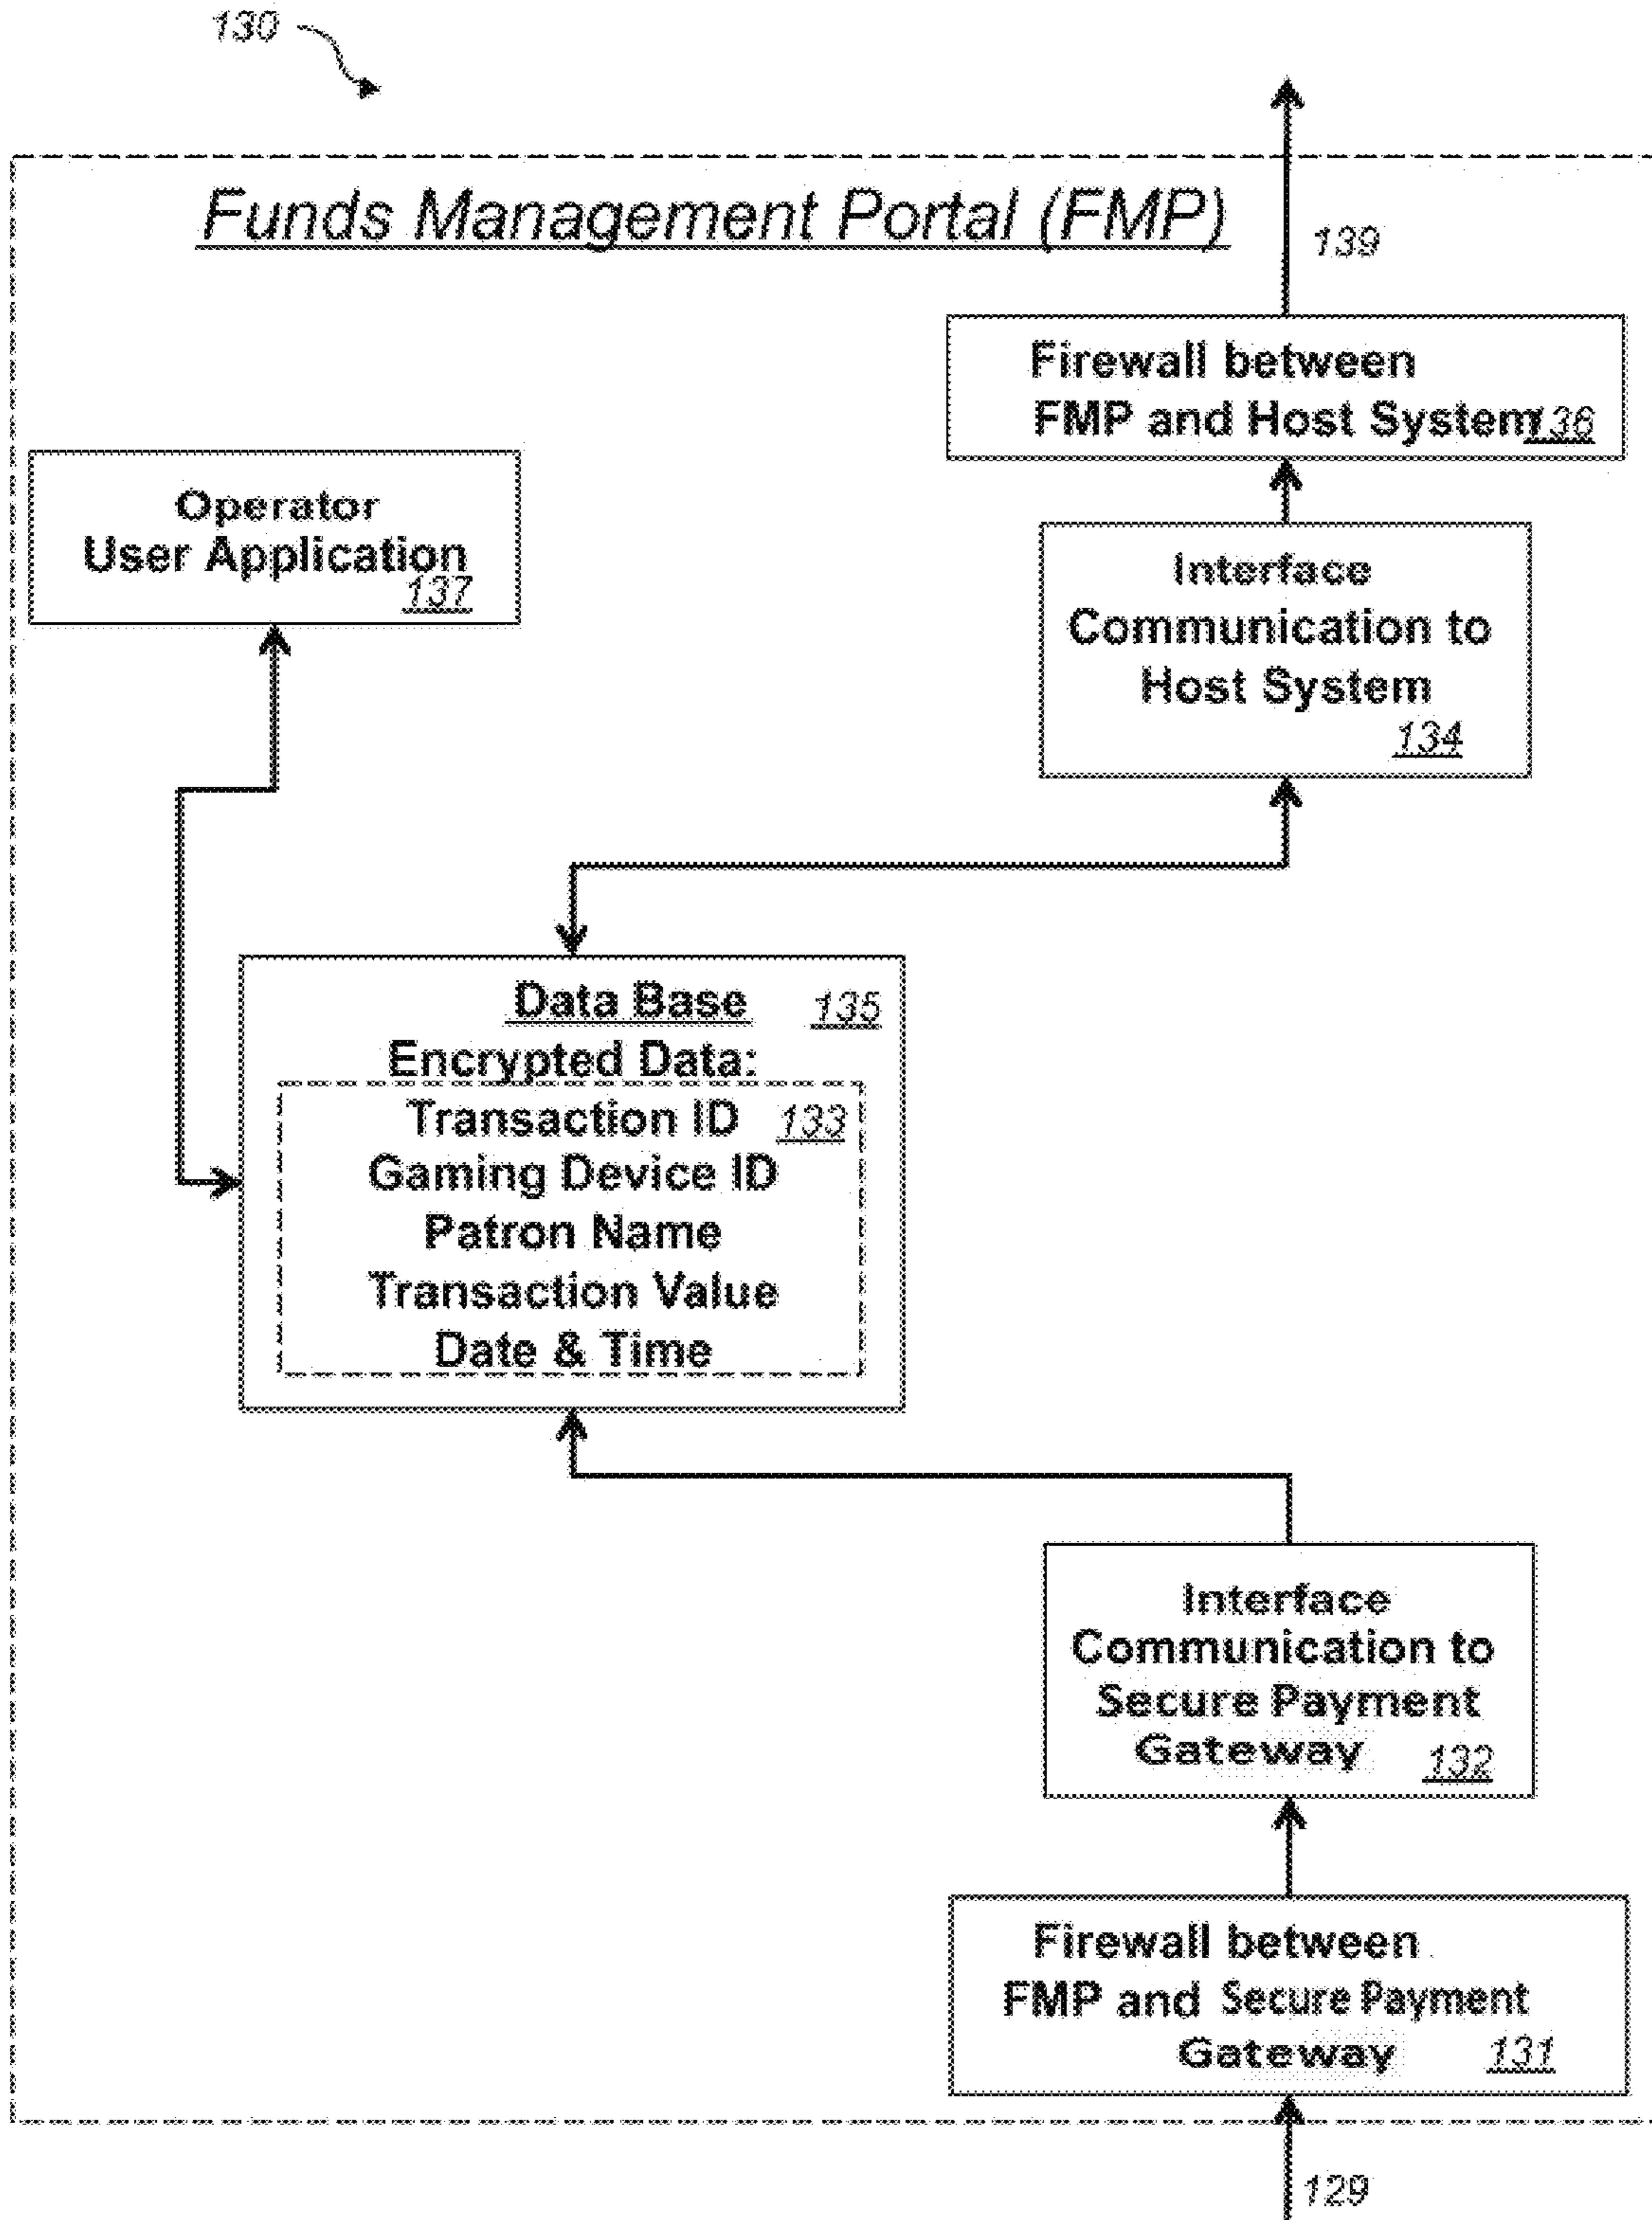 130
Funds Management Portal (FMP)
139
Firewall between
FMP and Host System 136
Operator
User Application
137
Interface
Communication to
Host System
134
Data Base 135
Encrypted Data:
Transaction ID 133
Gaming Device ID
Patron Name
Transaction Value
Date & Time
Interface
Communication to
Secure Payment
Gateway 132
Firewall between
FMP and Secure Payment
Gateway 131
129